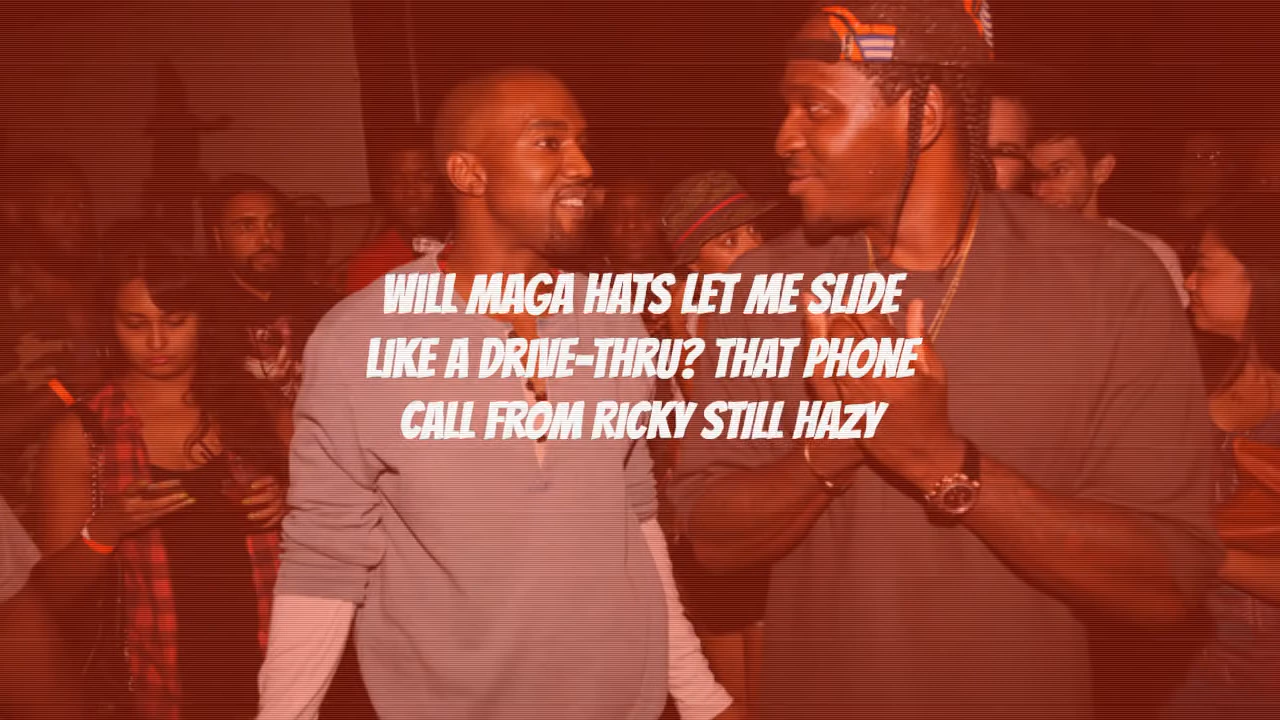 WILL MAGA HATS LET ME SLIDE
LIKE A DRIVE-THRU? THAT PHONE
CALL FROM RICKY STILL HAZY